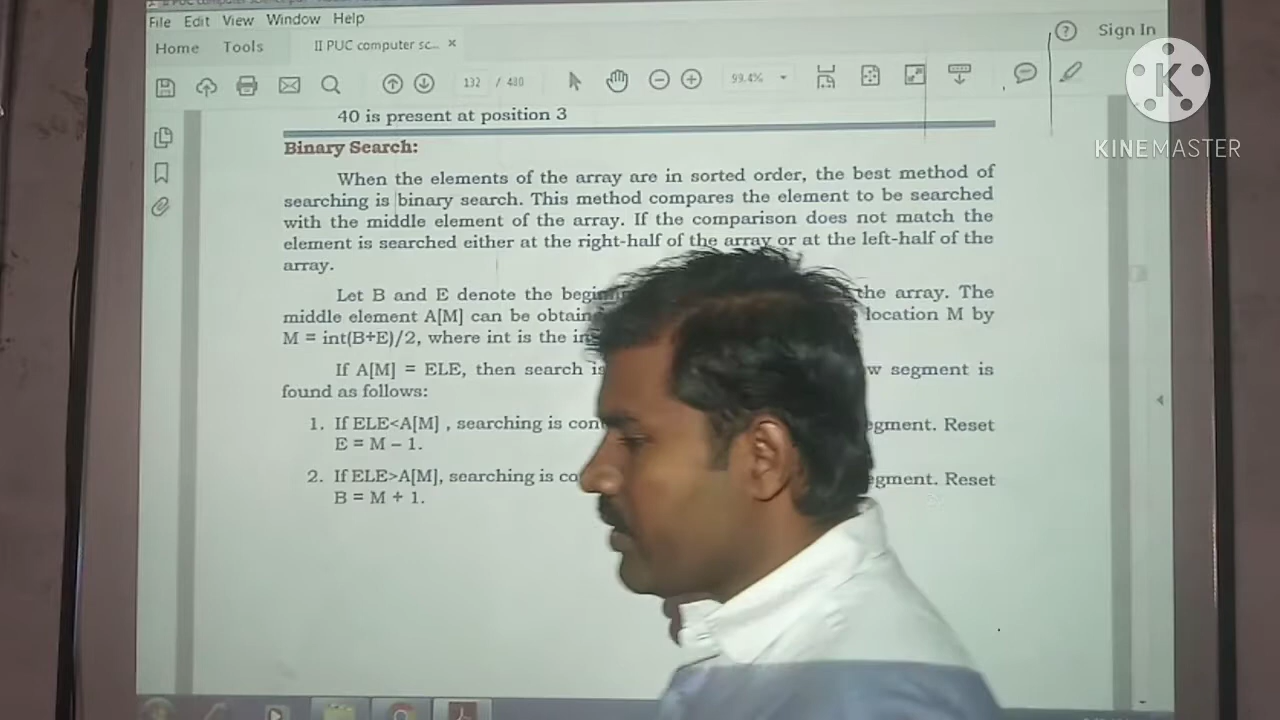 File Edit View Window Help
Home Tools II PUC computer sc... ×
Sign In
132 / 480 99.4%
K
KINEMASTER
40 is present at position 3
Binary Search:
When the elements of the array are in sorted order, the best method of
searching is binary search. This method compares the element to be searched
with the middle element of the array. If the comparison does not match the
element is searched either at the right-half of the array or at the left-half of the
array.
Let B and E denote the the array. The
middle element A[M] can be location M by
M = int(B+E)/2, where int is the
If A[M] = ELE, then search segment is
found as follows:
1. If ELE<A[M] , searching is Reset
E = M – 1.
2. If ELE>A[M], searching is Reset
B = M + 1.